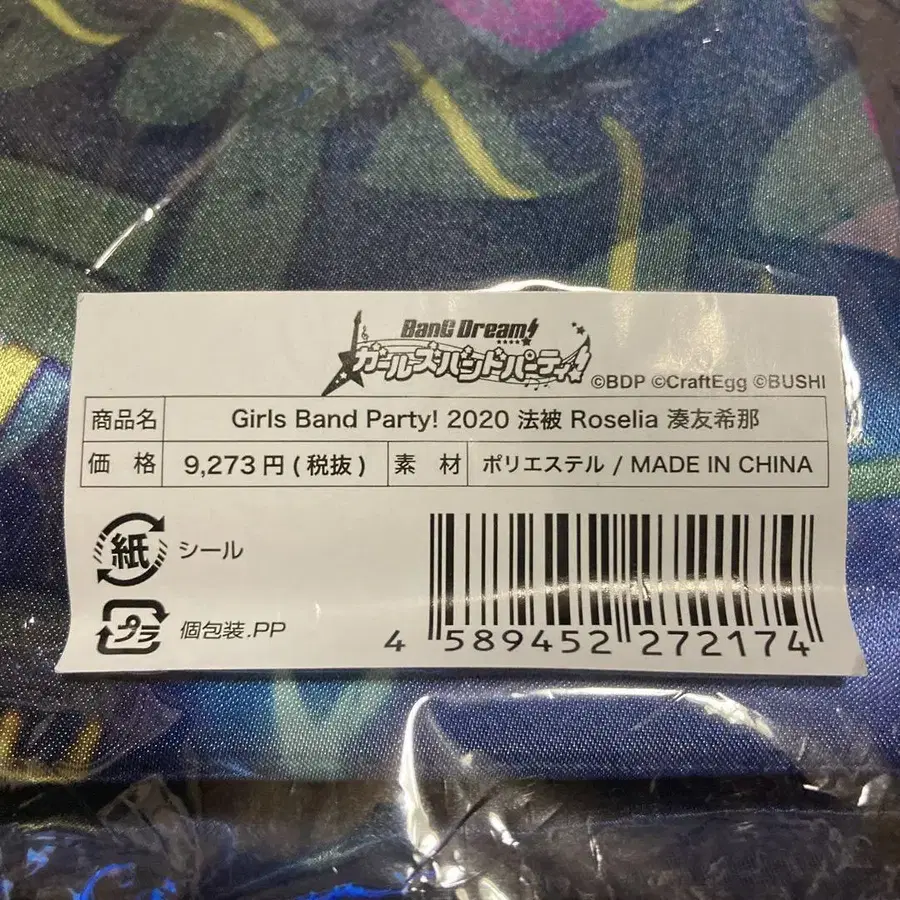 BanG Dream!
ガールズバンドパーティ!
©BDP ©CraftEgg ©BUSHI
商品名 Girls Band Party! 2020 法被 Roselia 湊友希那
価 格 9,273円(税抜) 素 材 ポリエステル / MADE IN CHINA
紙 シール
プラ 個包装.PP
4 589452 272174